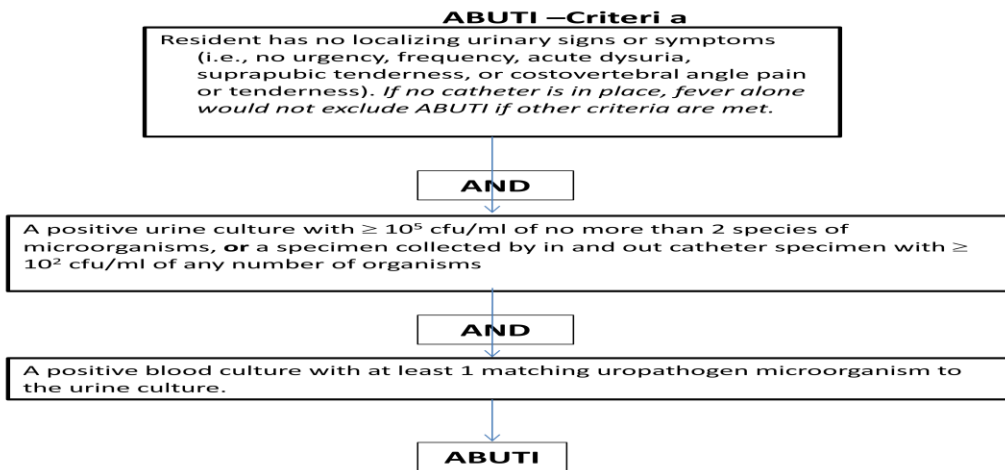 ABUTI –Criteri a
Resident has no localizing urinary signs or symptoms
(i.e., no urgency, frequency, acute dysuria,
suprapubic tenderness, or costovertebral angle pain
or tenderness). If no catheter is in place, fever alone
would not exclude ABUTI if other criteria are met.
AND
A positive urine culture with ≥ 10⁵ cfu/ml of no more than 2 species of
microorganisms, or a specimen collected by in and out catheter specimen with ≥
10² cfu/ml of any number of organisms
AND
A positive blood culture with at least 1 matching uropathogen microorganism to
the urine culture.
ABUTI